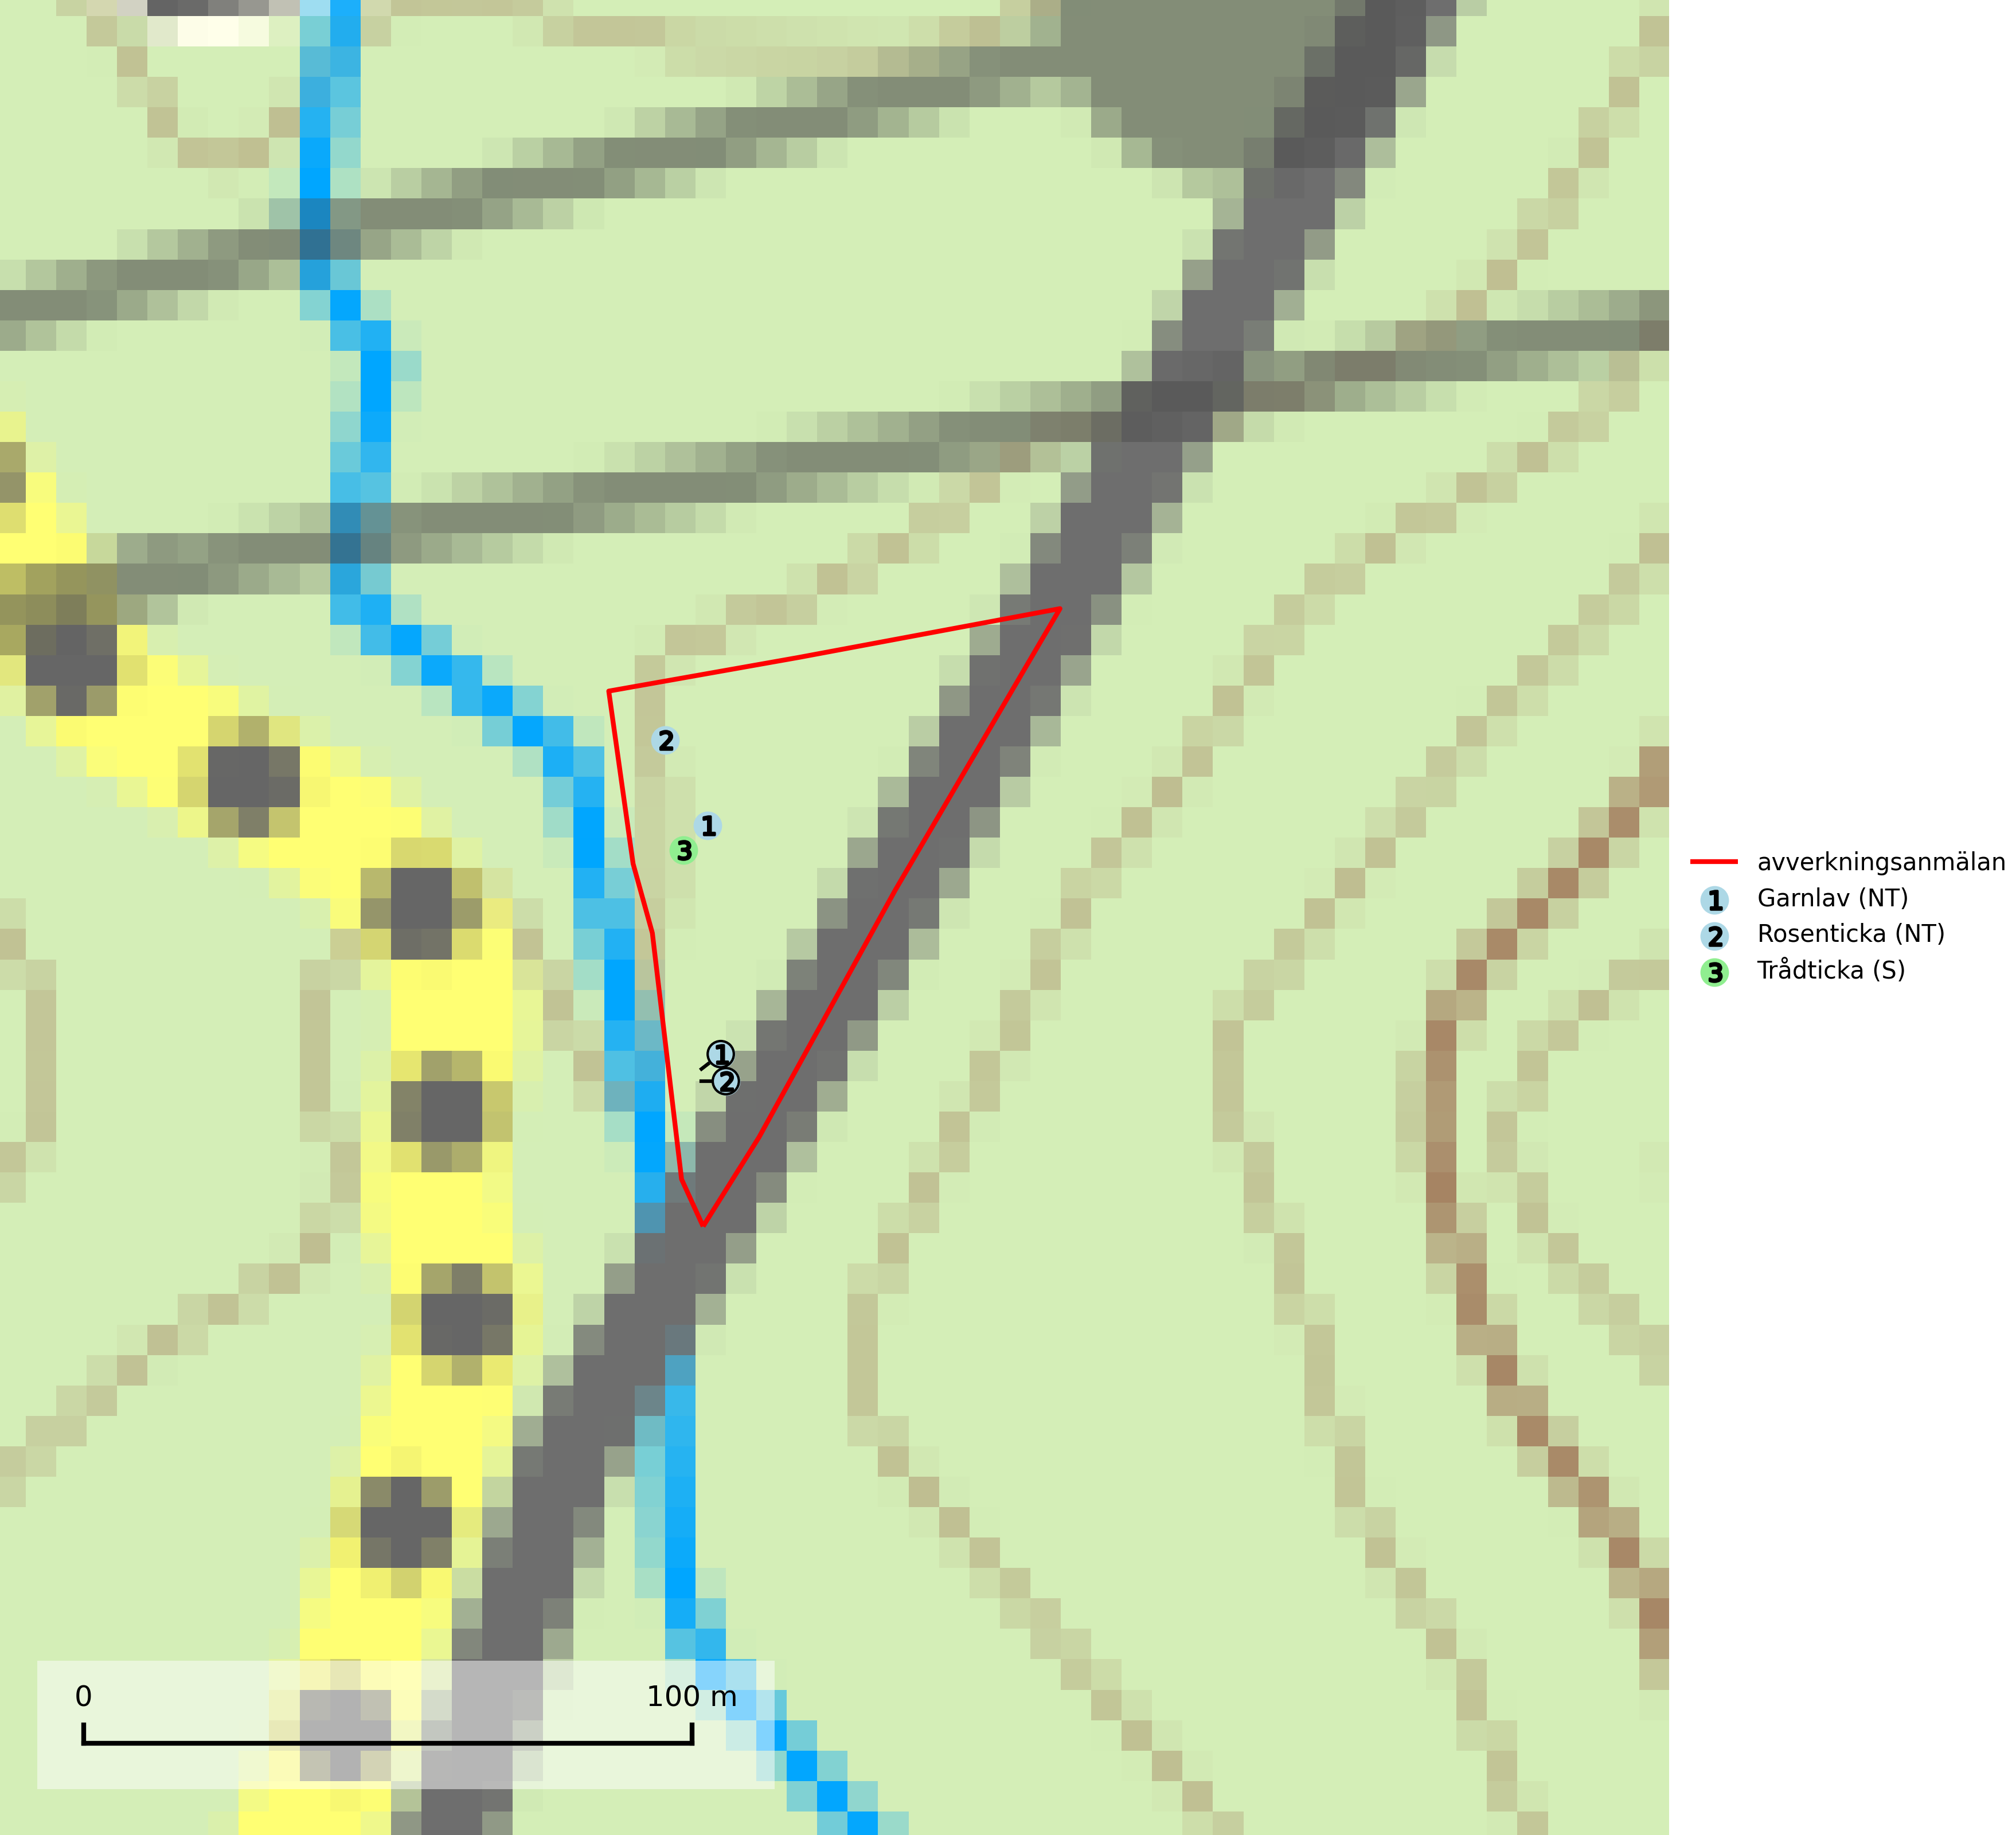 2
1
3
avverkningsanmälan
1 Garnlav (NT)
2 Rosenticka (NT)
3 Trådticka (S)
1
2
0 100 m